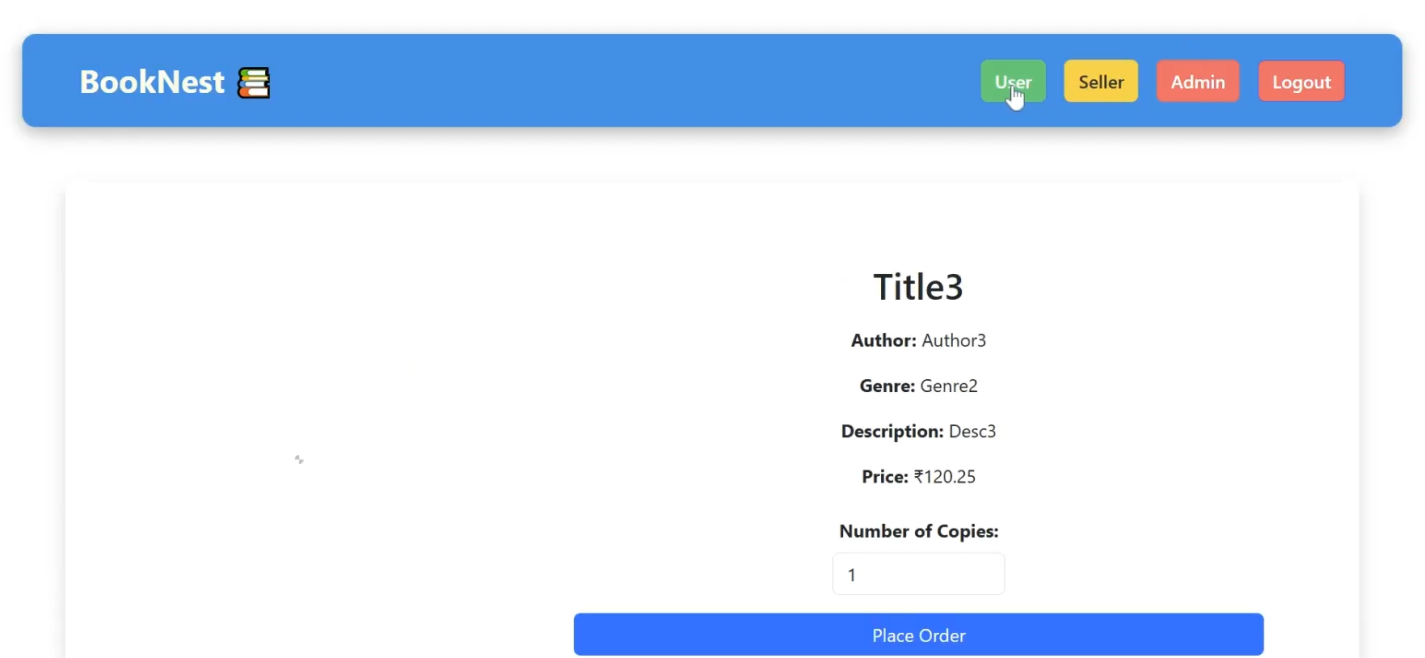 BookNest
User
Seller
Admin
Logout
Title3
Author: Author3
Genre: Genre2
Description: Desc3
Price: ₹120.25
Number of Copies:
1
Place Order